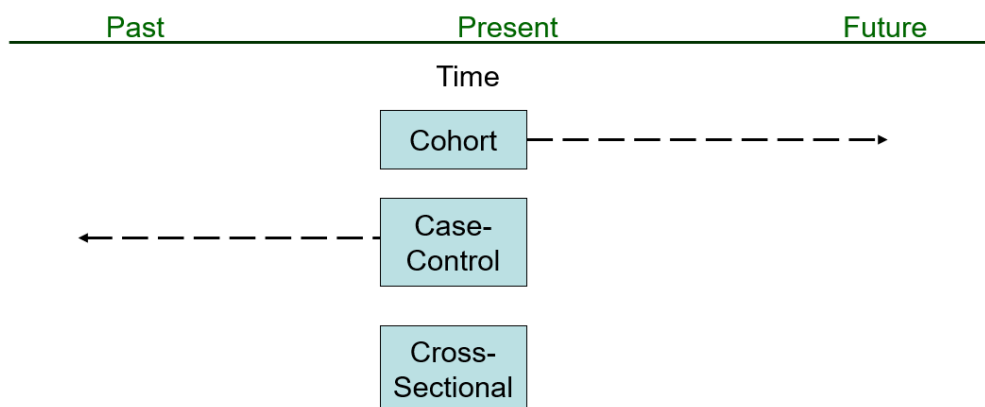 Past Present Future
Time
Cohort
Case-
Control
Cross-
Sectional